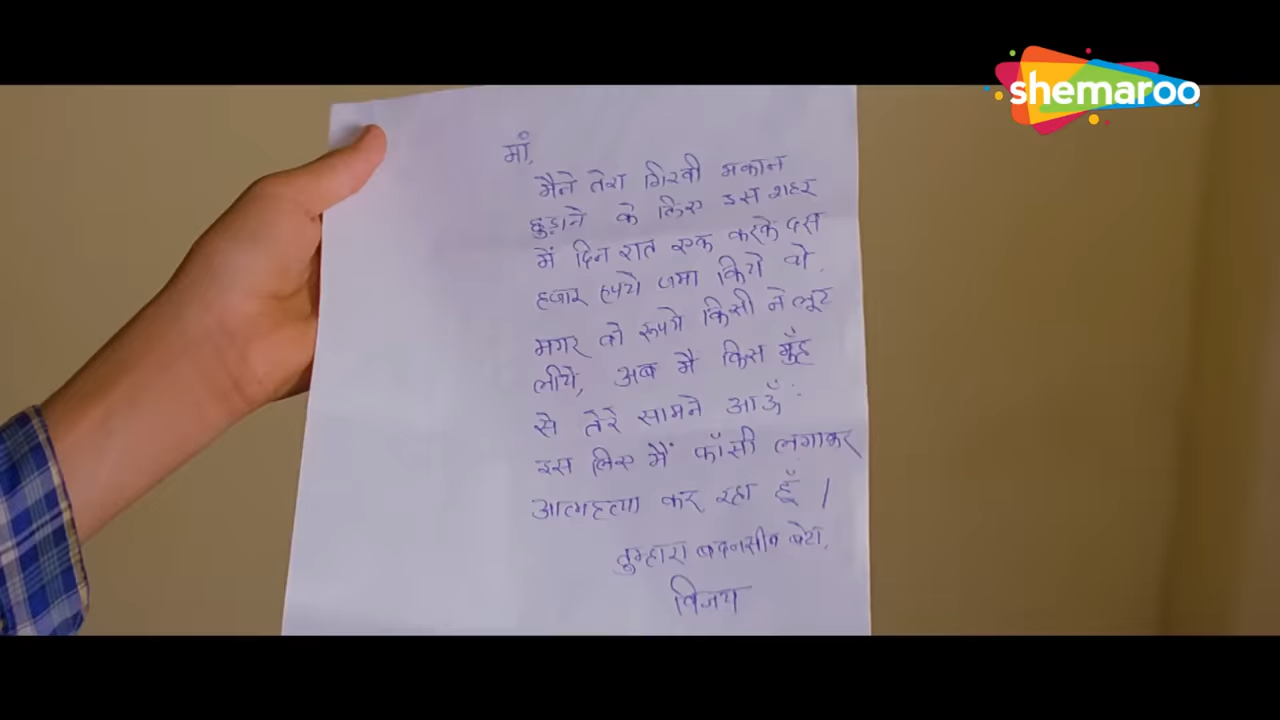 shemaroo
माँ,
मैने तेरा गिरवी मकान
छुड़ाने के लिए इस शहर
में दिन रात एक करके दस
हजार रुपये जमा किये थे.
मगर वो रूपये किसी ने लूट
लीये, अब मै किस मुँह
से तेरे सामने आऊँ
इस लिए मैं फाँसी लगाकर
आत्महत्या कर रहा हूँ।
तुम्हारा बदनसीब बेटा,
विजय